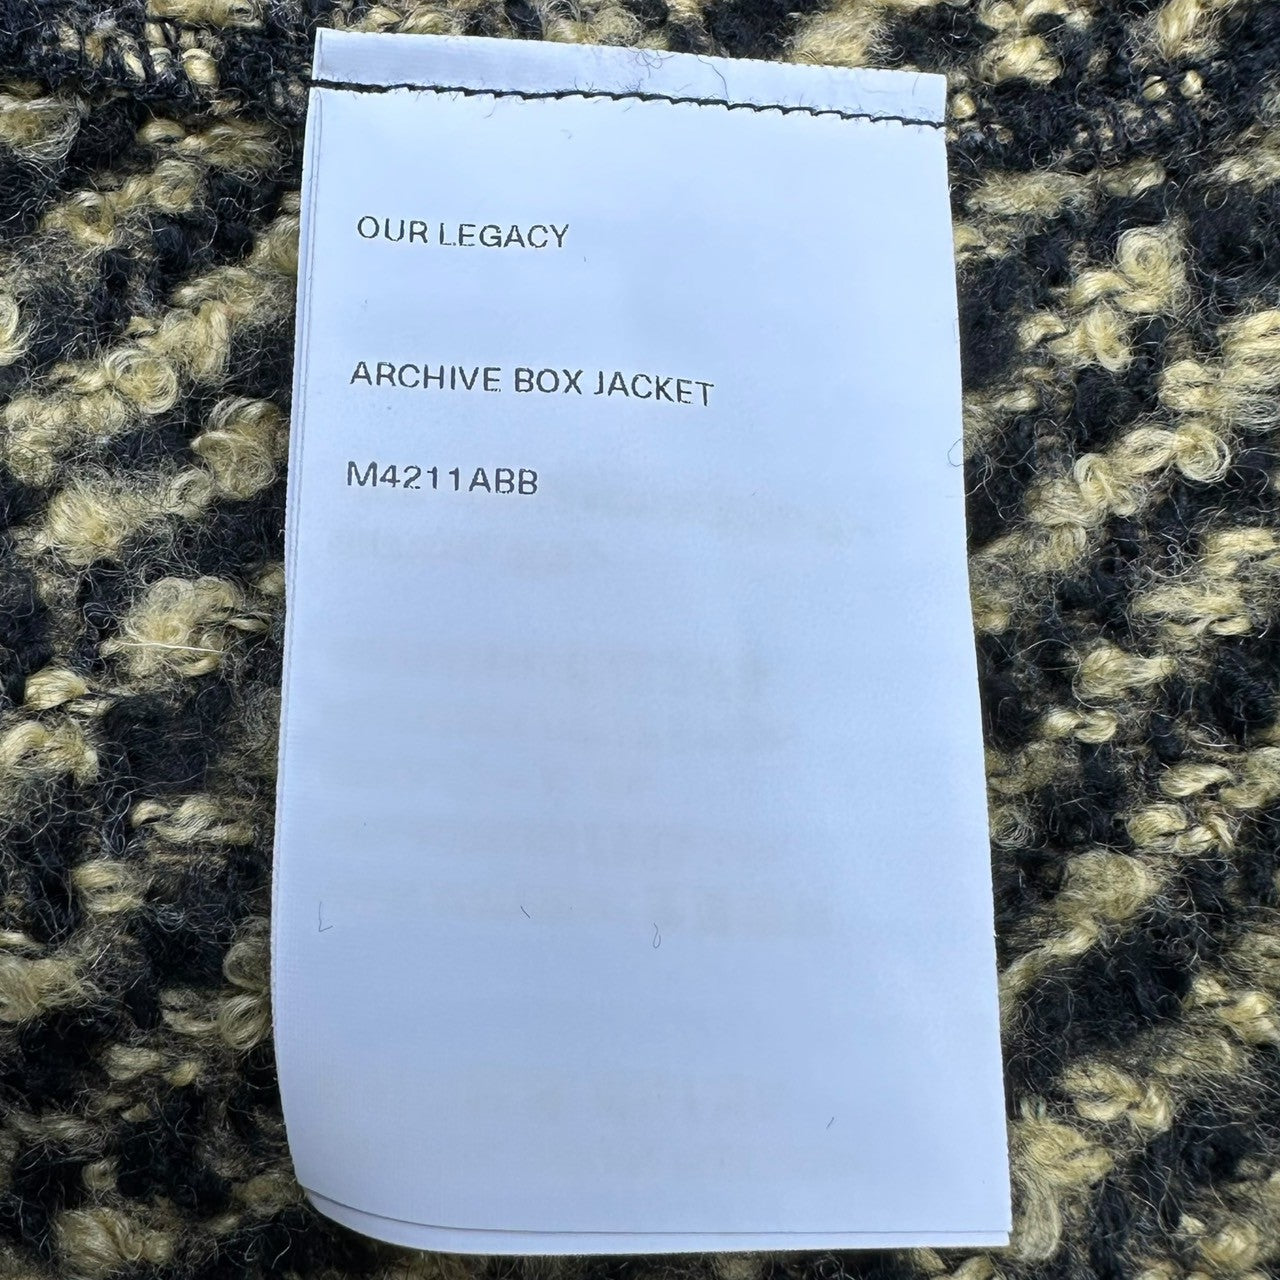 OUR LEGACY
ARCHIVE BOX JACKET
M4211ABB